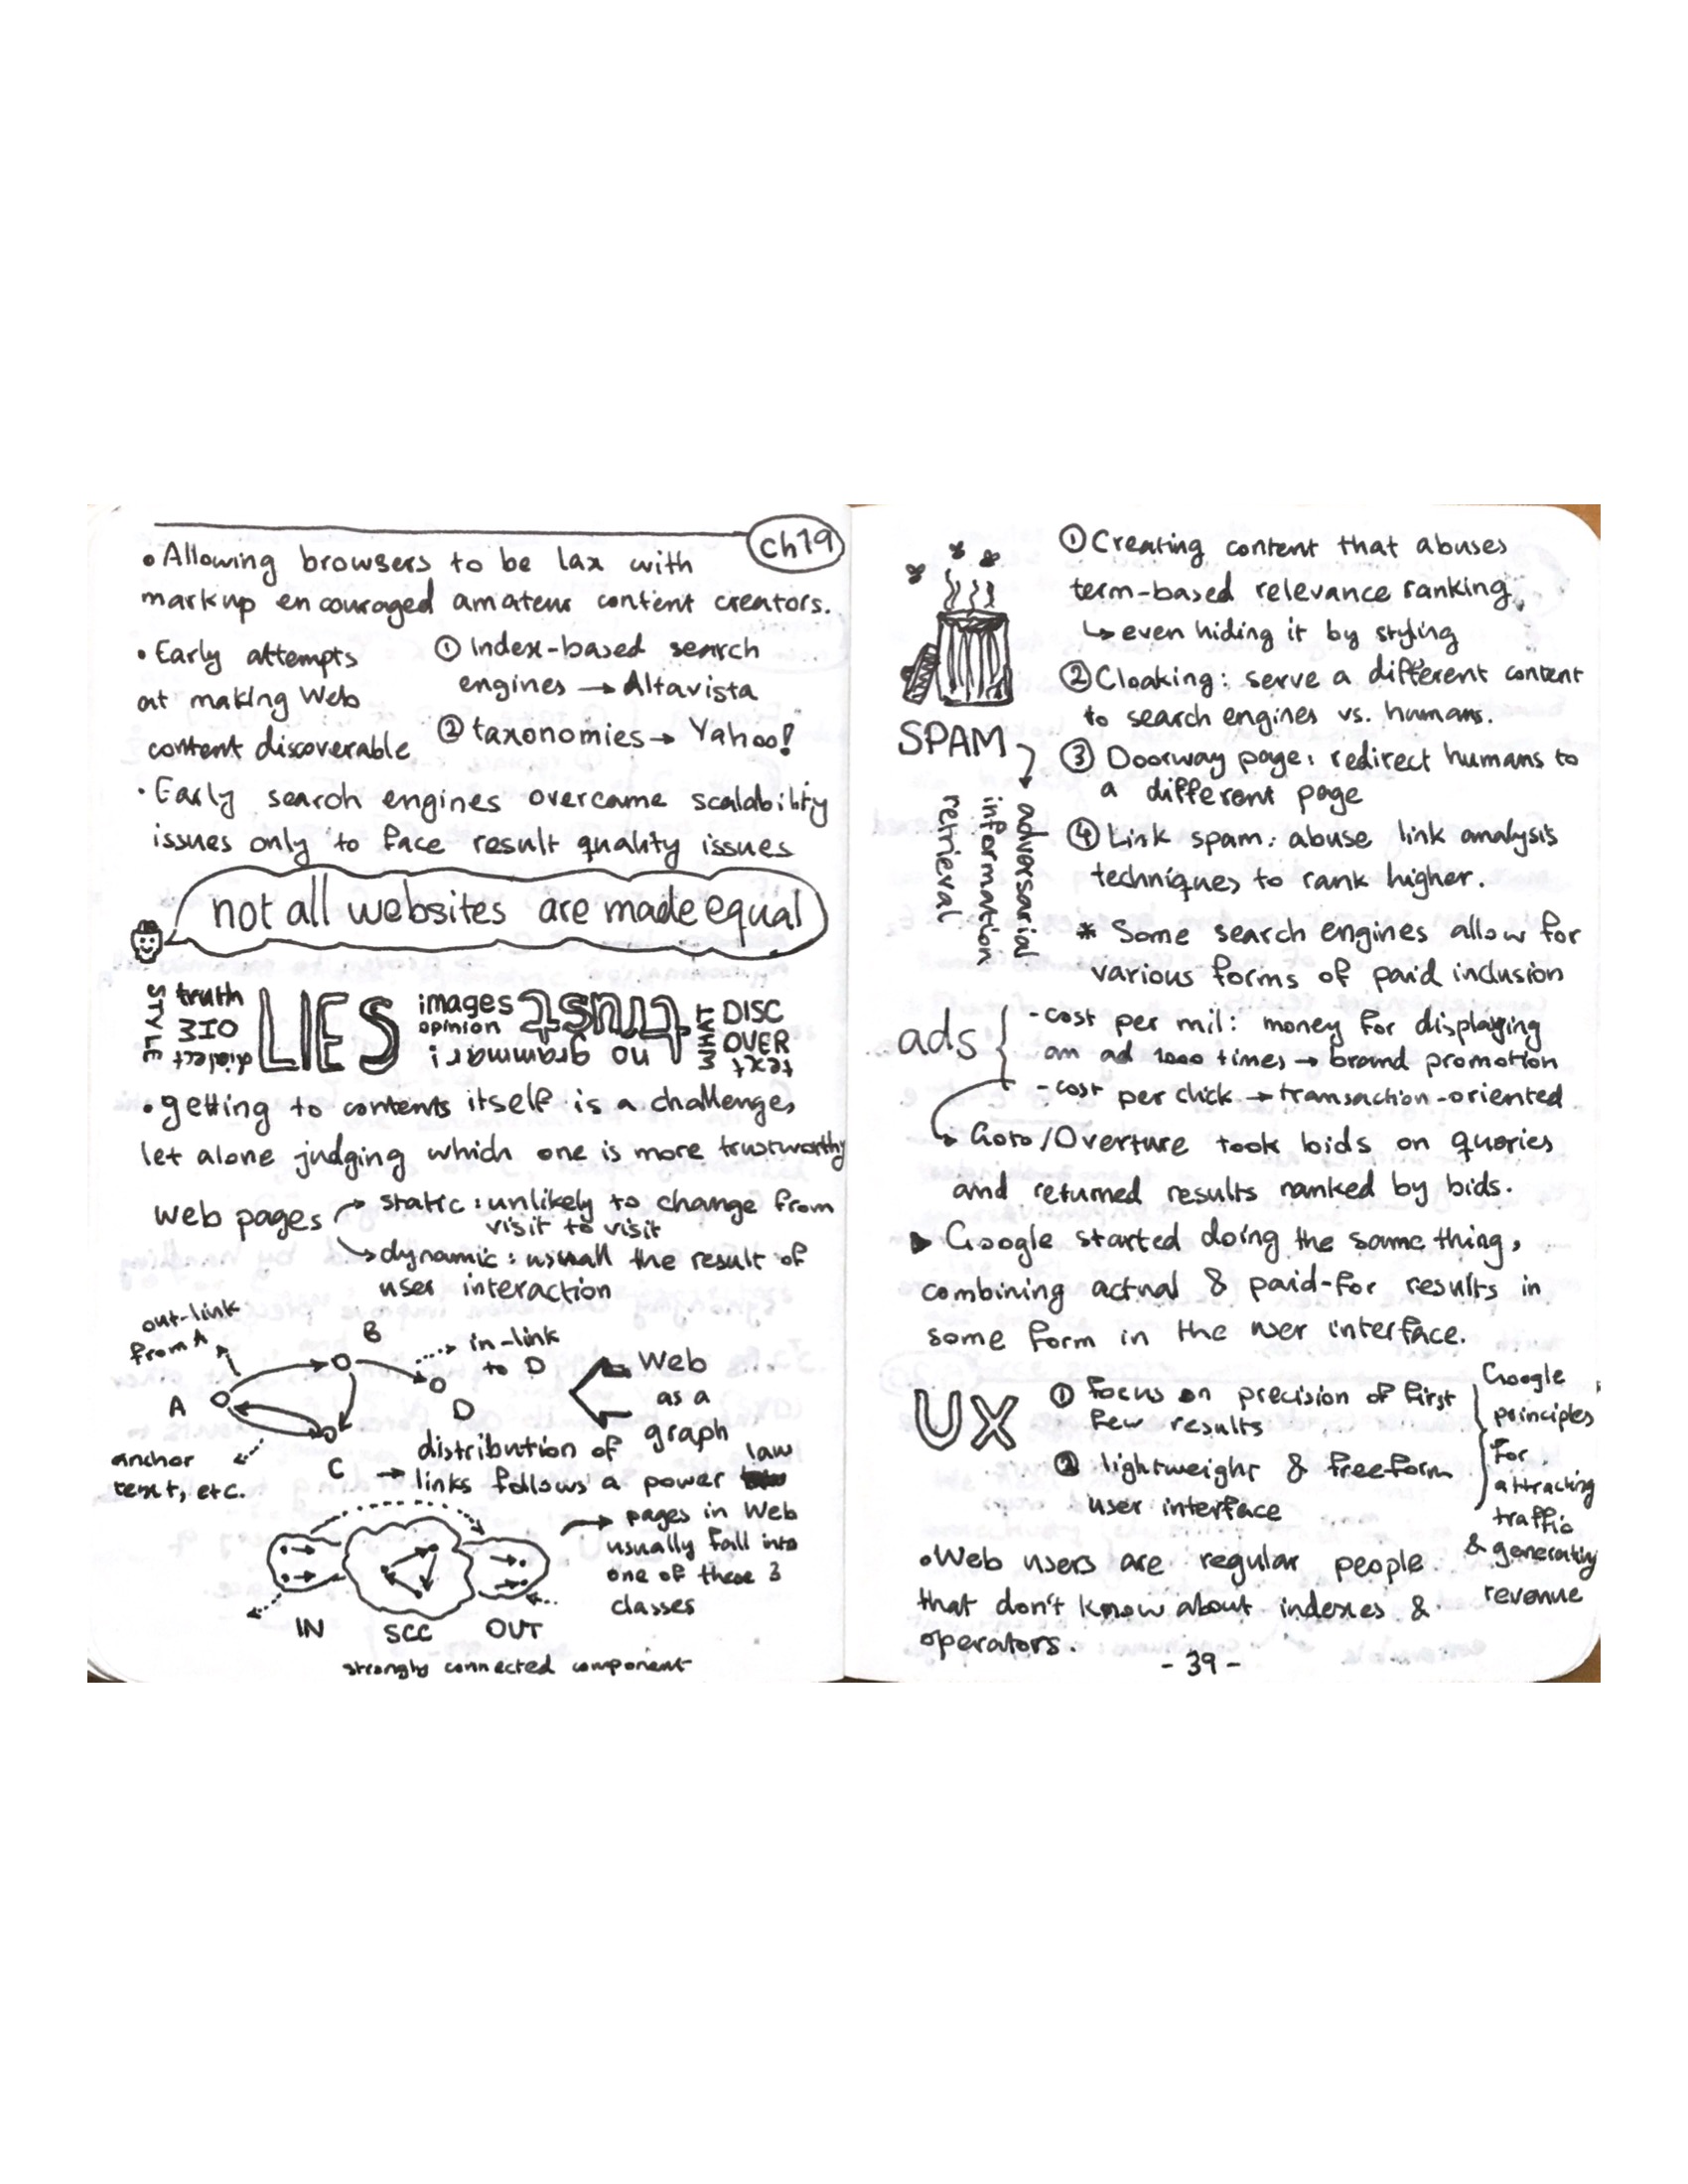 ch19
• Allowing browsers to be lax with
markup encouraged amateur content creators.
• Early attempts
at making Web
content discoverable
① Index-based search
engines → Altavista
② taxonomies → Yahoo!
• Early search engines overcame scalability
issues only to face result quality issues
not all websites are made equal
STYLE
truth
dialect
LIES
images
opinion
no grammar!
trust
DISC
OVER
text
• getting to contents itself is a challenge,
let alone judging which one is more trustworthy
web pages
→ static: unlikely to change from
visit to visit
→ dynamic: usuall the result of
user interaction
out-link
from A
B
in-link
to D
A
D
C
anchor
text, etc.
Web
as a
graph
distribution of
→ links follows a power law
→ pages in Web
usually fall into
one of these 3
classes
IN SCC OUT
strongly connected component
SPAM
adversarial
information
retrieval
① Creating content that abuses
term-based relevance ranking,
↳ even hiding it by styling
② Cloaking: serve a different content
to search engines vs. humans.
③ Doorway page: redirect humans to
a different page
④ Link spam: abuse link analysis
techniques to rank higher.
* Some search engines allow for
various forms of paid inclusion
ads
- cost per mil: money for displaying
an ad 1000 times → brand promotion
- cost per click → transaction-oriented
Goto/Overture took bids on queries
and returned results ranked by bids.
▶ Google started doing the same thing,
combining actual & paid-for results in
some form in the user interface.
UX
① focus on precision of first
few results
② lightweight & freeform
user interface
Google
principles
for
attracting
traffic
& generating
revenue
• Web users are regular people
that don't know about indexes &
operators.
- 39 -